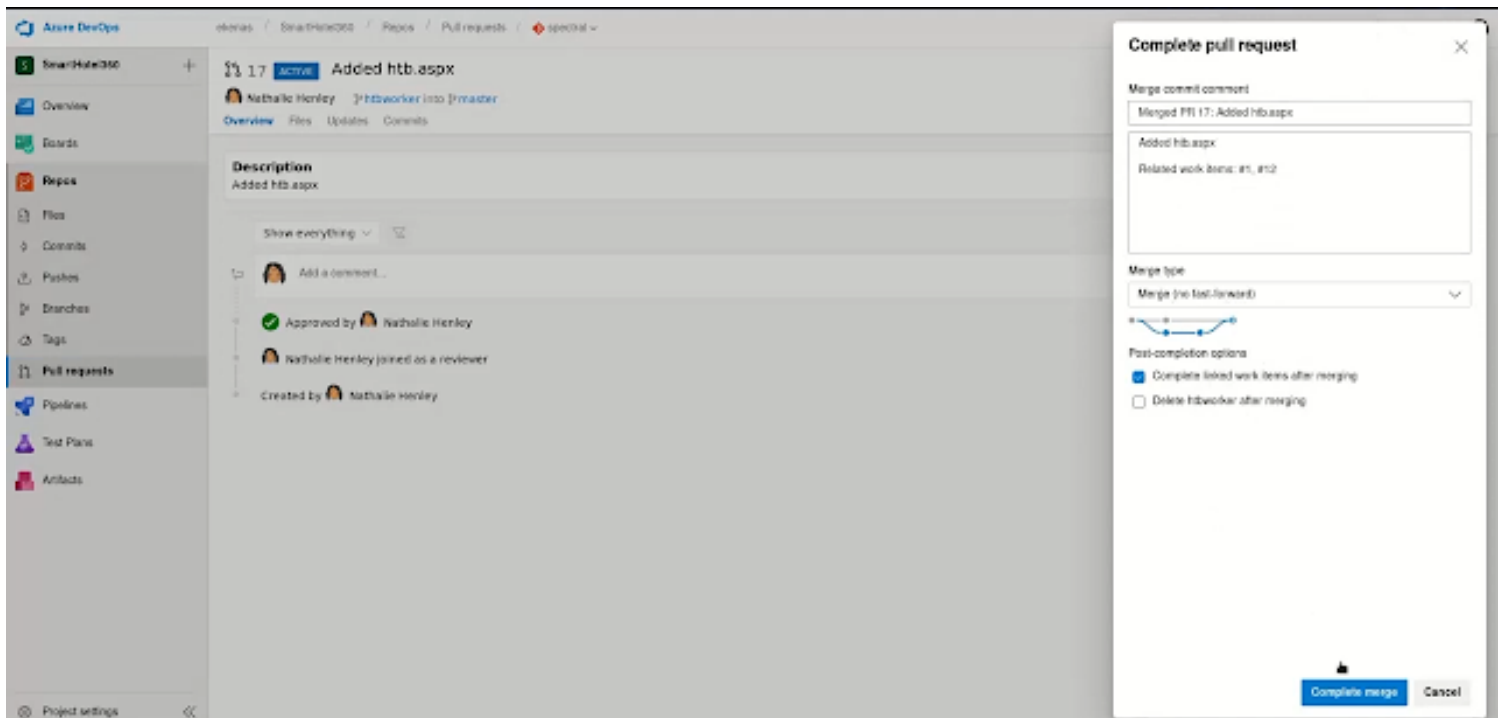 Azure DevOps
ekenas / SmartHotel360 / Repos / Pull requests / spectral
SmartHotel360
17 ACTIVE Added htb.aspx
Nathalie Henley htbworker into master
Overview Files Updates Commits
Overview
Boards
Repos
Files
Commits
Pushes
Branches
Tags
Pull requests
Pipelines
Test Plans
Artifacts
Project settings
Description
Added htb.aspx
Show everything
Add a comment...
Approved by Nathalie Henley
Nathalie Henley joined as a reviewer
Created by Nathalie Henley
Complete pull request
Merge commit comment
Merged PR 17: Added htb.aspx
Added htb.aspx
Related work items: #1, #12
Merge type
Merge (no fast-forward)
Post-completion options
Complete linked work items after merging
Delete htbworker after merging
Complete merge
Cancel